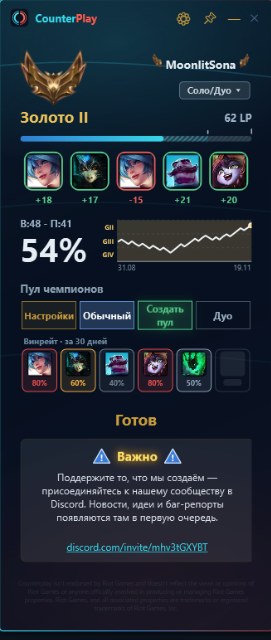 CounterPlay
MoonlitSona
Соло/Дуо
Золото II
62 LP
+18 +17 -15 +21 +20
В:48 - П:41
54%
GII
GIII
GIV
31.08 19.11
Пул чемпионов
Настройки
Обычный
Создать
пул
Дуо
Винрейт - за 30 дней
80% 60% 40% 80% 50%
Готов
Важно
Поддержите то, что мы создаём —
присоединяйтесь к нашему сообществу в
Discord. Новости, идеи и баг-репорты
появляются там в первую очередь.
discord.com/invite/mhv3tGXYBT